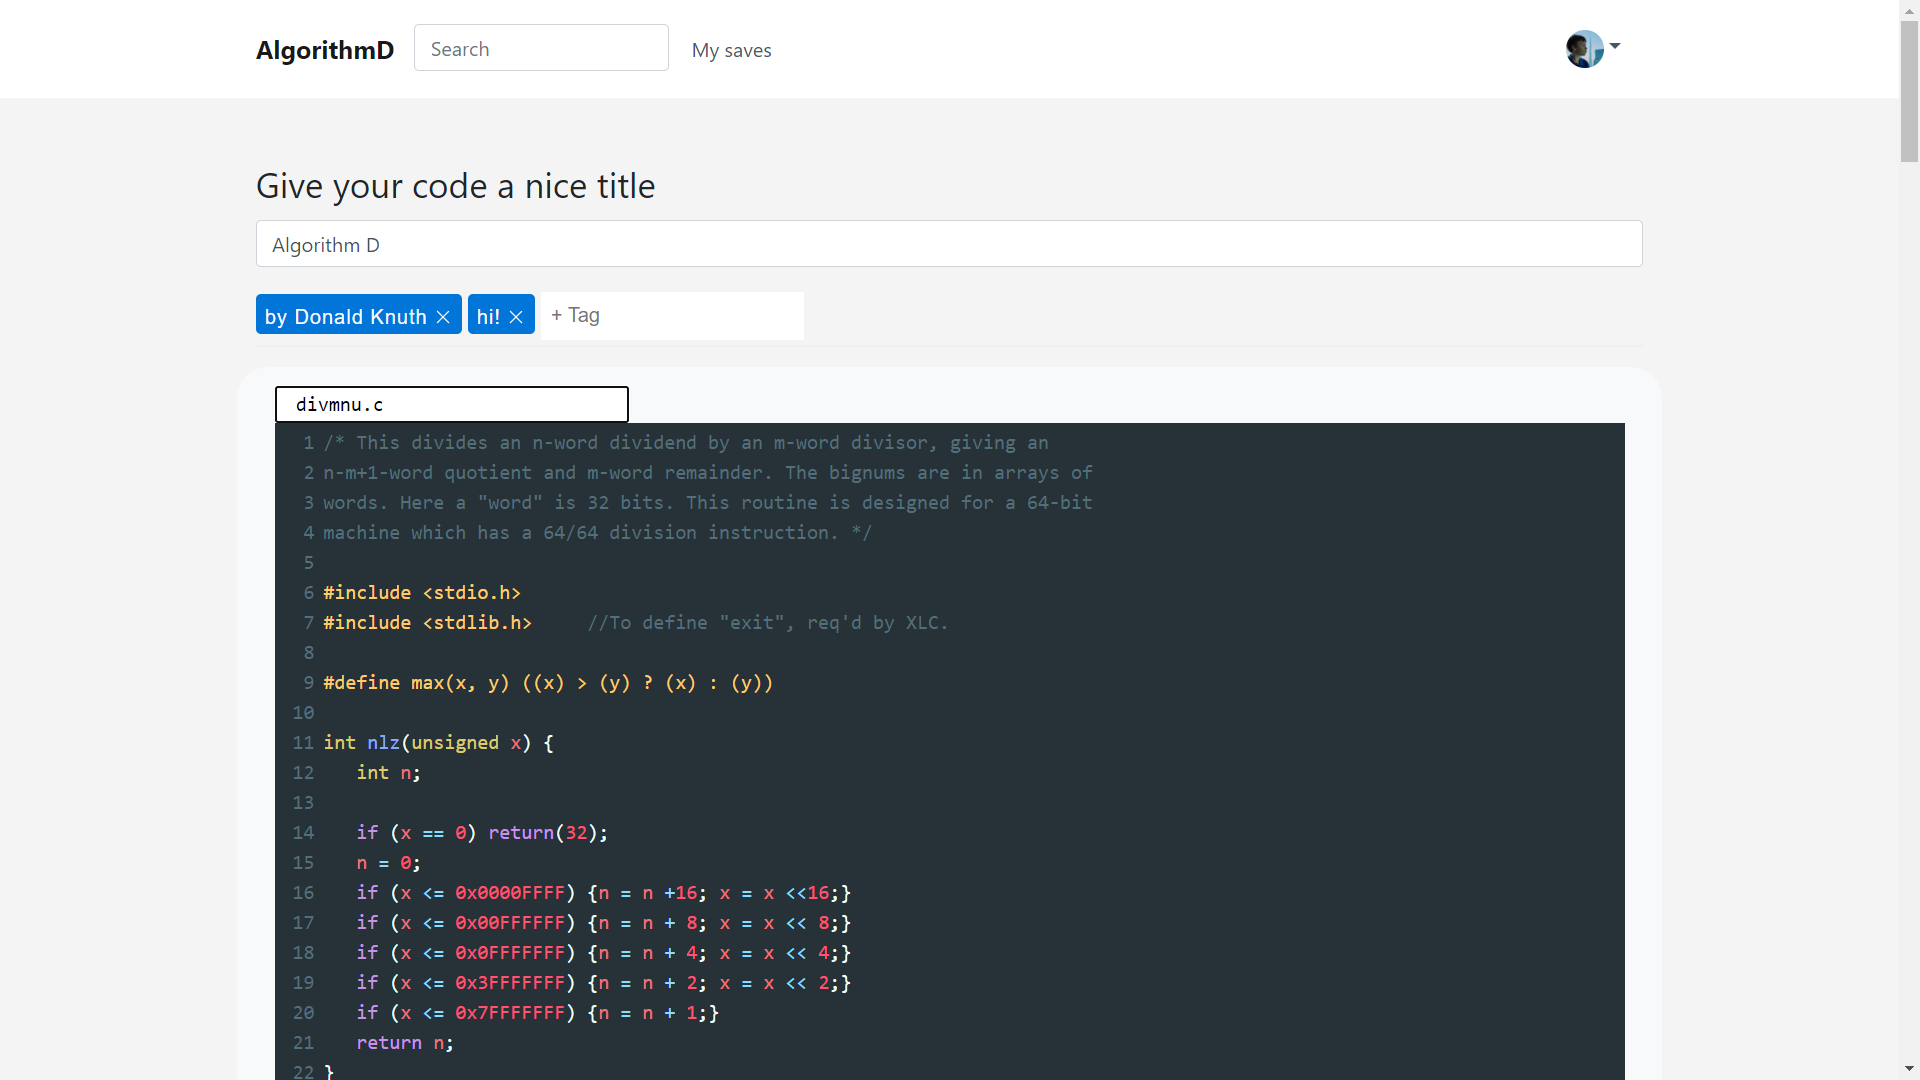 AlgorithmD Search My saves
Give your code a nice title
Algorithm D
by Donald Knuth × hi! × + Tag
divmnu.c
1 /* This divides an n-word dividend by an m-word divisor, giving an
2 n-m+1-word quotient and m-word remainder. The bignums are in arrays of
3 words. Here a "word" is 32 bits. This routine is designed for a 64-bit
4 machine which has a 64/64 division instruction. */
5
6 #include <stdio.h>
7 #include <stdlib.h>     //To define "exit", req'd by XLC.
8
9 #define max(x, y) ((x) > (y) ? (x) : (y))
10
11 int nlz(unsigned x) {
12    int n;
13
14    if (x == 0) return(32);
15    n = 0;
16    if (x <= 0x0000FFFF) {n = n +16; x = x <<16;}
17    if (x <= 0x00FFFFFF) {n = n + 8; x = x << 8;}
18    if (x <= 0x0FFFFFFF) {n = n + 4; x = x << 4;}
19    if (x <= 0x3FFFFFFF) {n = n + 2; x = x << 2;}
20    if (x <= 0x7FFFFFFF) {n = n + 1;}
21    return n;
22 }